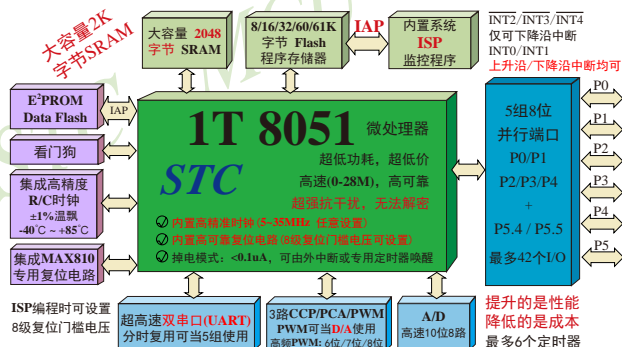 大容量2K
字节SRAM
大容量 2048
字节 SRAM
8/16/32/60/61K
字节 Flash
程序存储器
IAP
内置系统
ISP
监控程序
INT2/INT3/INT4
仅可下降沿中断
INT0/INT1
上升沿/下降沿中断均可
E²PROM
Data Flash
IAP
看门狗
集成高精度
R/C时钟
±1%温飘
-40℃ ~ +85℃
集成MAX810
专用复位电路
1T 8051 微处理器
STC
超低功耗，超低价
高速(0-28M)，高可靠
超强抗干扰，无法解密
内置高精准时钟(5~35MHz 任意设置)
内置高可靠复位电路(8级复位门槛电压可设置)
掉电模式：<0.1uA，可由外中断或专用定时器唤醒
5组8位
并行端口
P0/P1
P2/P3/P4
+
P5.4 / P5.5
最多42个I/O
P0
P1
P2
P3
P4
P5
ISP编程时可设置
8级复位门槛电压
超高速双串口(UART)
分时复用可当5组使用
3路CCP/PCA/PWM
PWM可当D/A使用
高频PWM: 6位/7位/8位
A/D
高速10位8路
提升的是性能
降低的是成本
最多6个定时器